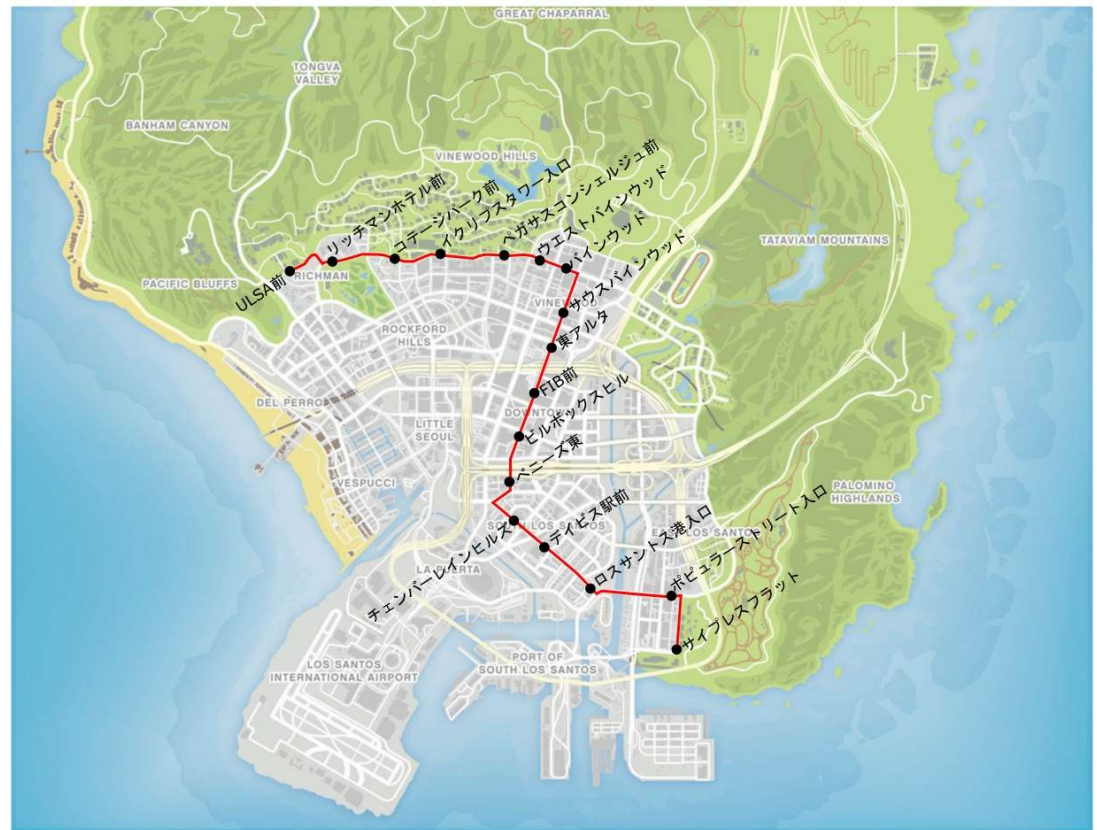 GREAT CHAPARRAL
TONGVA
VALLEY
BANHAM CANYON
VINEWOOD HILLS
TATAVIAM MOUNTAINS
PACIFIC BLUFFS
RICHMAN
ULSA前
リッチマンホテル前
コテージパーク前
イクリプスタワー入口
ペガサスコンシェルジュ前
ウエストバインウッド
バインウッド
サウスバインウッド
東アルタ
FIB前
ビルボックスヒル
ベニーズ東
チェンバーレインヒルズ
デイビス駅前
ロスサントス港入口
ポピュラーストリート入口
サイプレスフラット
VINEWOOD
ROCKFORD
HILLS
DEL PERRO
LITTLE
SEOUL
DOWNTOWN
VESPUCCI
SOUTH LOS SANTOS
EAST LOS SANTOS
PALOMINO
HIGHLANDS
LA PUERTA
LOS SANTOS
INTERNATIONAL AIRPORT
PORT OF
SOUTH LOS SANTOS